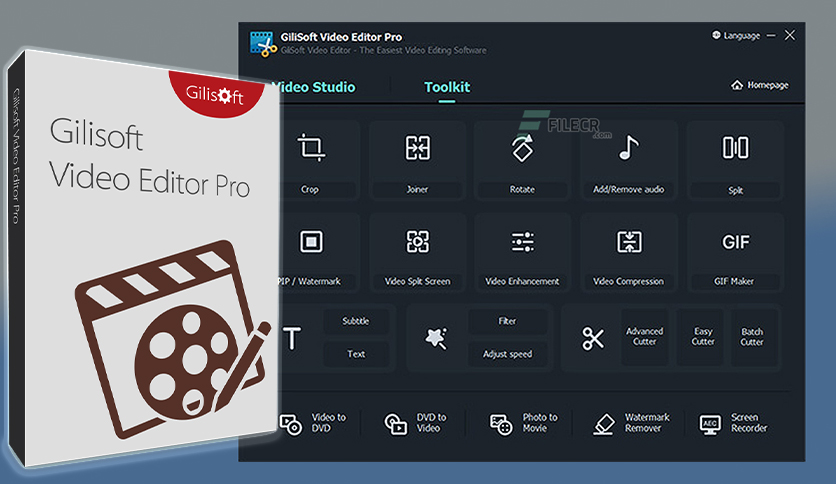 Gilisoft
Gilisoft
Video Editor Pro
Gilisoft Video Editor Pro
GiliSoft Video Editor Pro
GiliSoft Video Editor - The Easiest Video Editing Software
Language
Video Studio
Toolkit
Homepage
FILECR
.com
Crop
Joiner
Rotate
Add/Remove audio
Split
PIP / Watermark
Video Split Screen
Video Enhancement
Video Compression
GIF
GIF Maker
T
Subtitle
Text
Filter
Adjust speed
Advanced
Cutter
Easy
Cutter
Batch
Cutter
Video to
DVD
DVD to
Video
Photo to
Movie
Watermark
Remover
AEC
Screen
Recorder